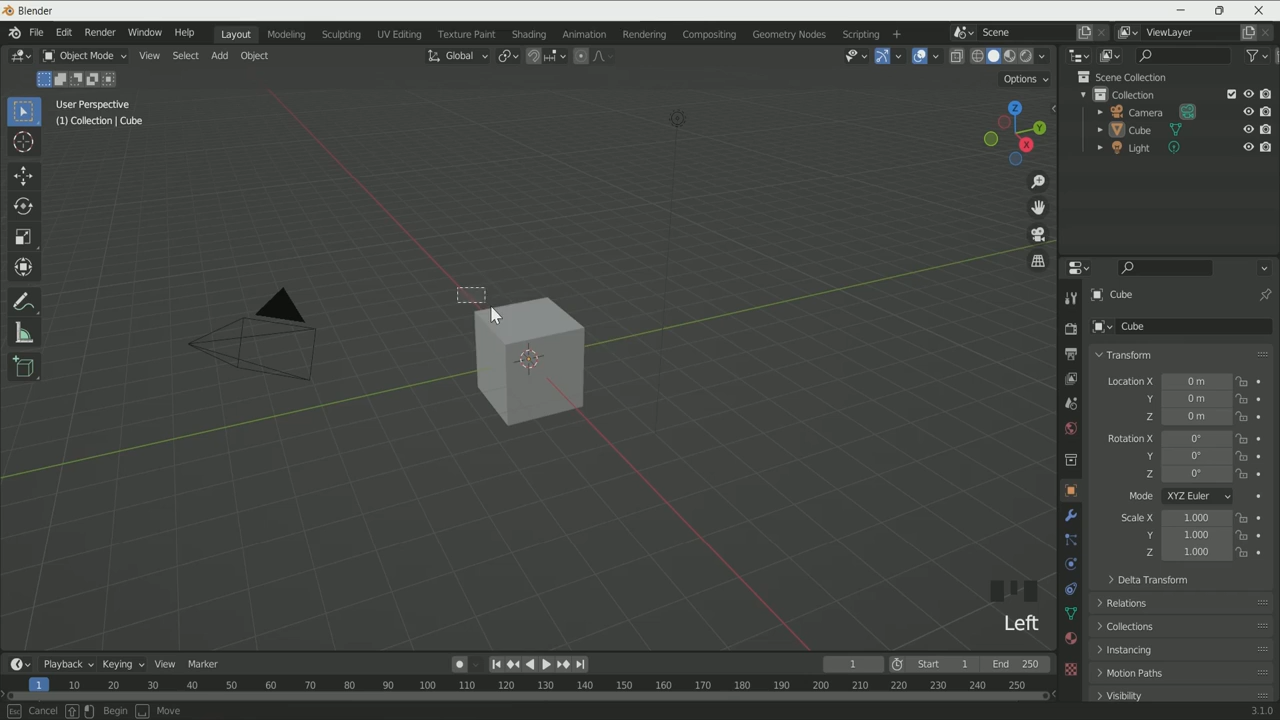 Blender
File Edit Render Window Help Layout Modeling Sculpting UV Editing Texture Paint Shading Animation Rendering Compositing Geometry Nodes Scripting + Scene ViewLayer
Object Mode View Select Add Object Global
Options
User Perspective
(1) Collection | Cube
Z
Y
X
Scene Collection
Collection
Camera
Cube
Light
Cube
Cube
Transform
Location X 0 m
Y 0 m
Z 0 m
Rotation X 0°
Y 0°
Z 0°
Mode XYZ Euler
Scale X 1.000
Y 1.000
Z 1.000
Delta Transform
Relations
Collections
Instancing
Motion Paths
Visibility
Left
Playback Keying View Marker 1 Start 1 End 250
1 10 20 30 40 50 60 70 80 90 100 110 120 130 140 150 160 170 180 190 200 210 220 230 240 250
Esc Cancel Begin Move 3.1.0